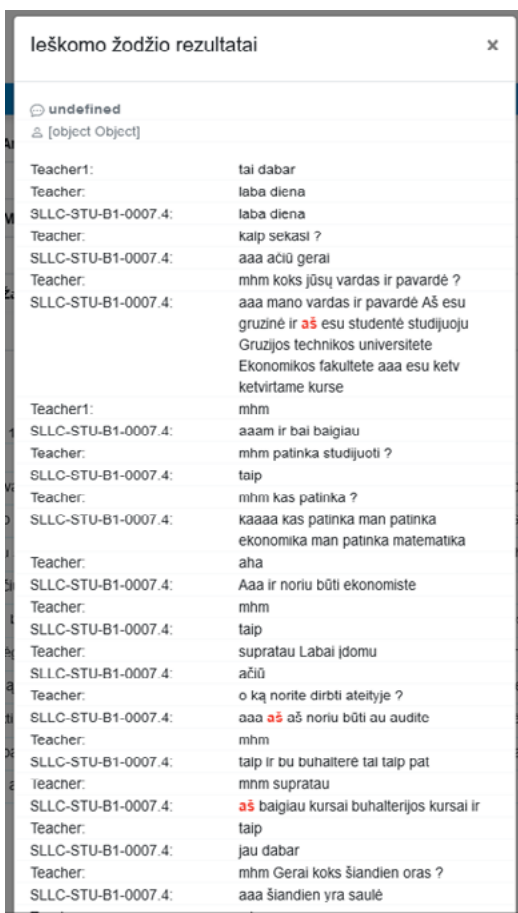 Ieškomo žodžio rezultatai ×
undefined
[object Object]
Teacher1: tai dabar
Teacher: laba diena
SLLC-STU-B1-0007.4: laba diena
Teacher: kaip sekasi ?
SLLC-STU-B1-0007.4: aaa ačiū gerai
Teacher: mhm koks jūsų vardas ir pavardė ?
SLLC-STU-B1-0007.4: aaa mano vardas ir pavardė Aš esu
gruzinė ir aš esu studentė studijuoju
Gruzijos technikos universitete
Ekonomikos fakultete aaa esu ketv
ketvirtame kurse
Teacher1: mhm
SLLC-STU-B1-0007.4: aaam ir bai baigiau
Teacher: mhm patinka studijuoti ?
SLLC-STU-B1-0007.4: taip
Teacher: mhm kas patinka ?
SLLC-STU-B1-0007.4: kaaaa kas patinka man patinka
ekonomika man patinka matematika
Teacher: aha
SLLC-STU-B1-0007.4: Aaa ir noriu būti ekonomiste
Teacher: mhm
SLLC-STU-B1-0007.4: taip
Teacher: supratau Labai įdomu
SLLC-STU-B1-0007.4: ačiū
Teacher: o ką norite dirbti ateityje ?
SLLC-STU-B1-0007.4: aaa aš aš noriu būti au audite
Teacher: mhm
SLLC-STU-B1-0007.4: taip ir bu buhalterė tai taip pat
Teacher: mhm supratau
SLLC-STU-B1-0007.4: aš baigiau kursai buhalterijos kursai ir
Teacher: taip
SLLC-STU-B1-0007.4: jau dabar
Teacher: mhm Gerai koks šiandien oras ?
SLLC-STU-B1-0007.4: aaa šiandien yra saulė